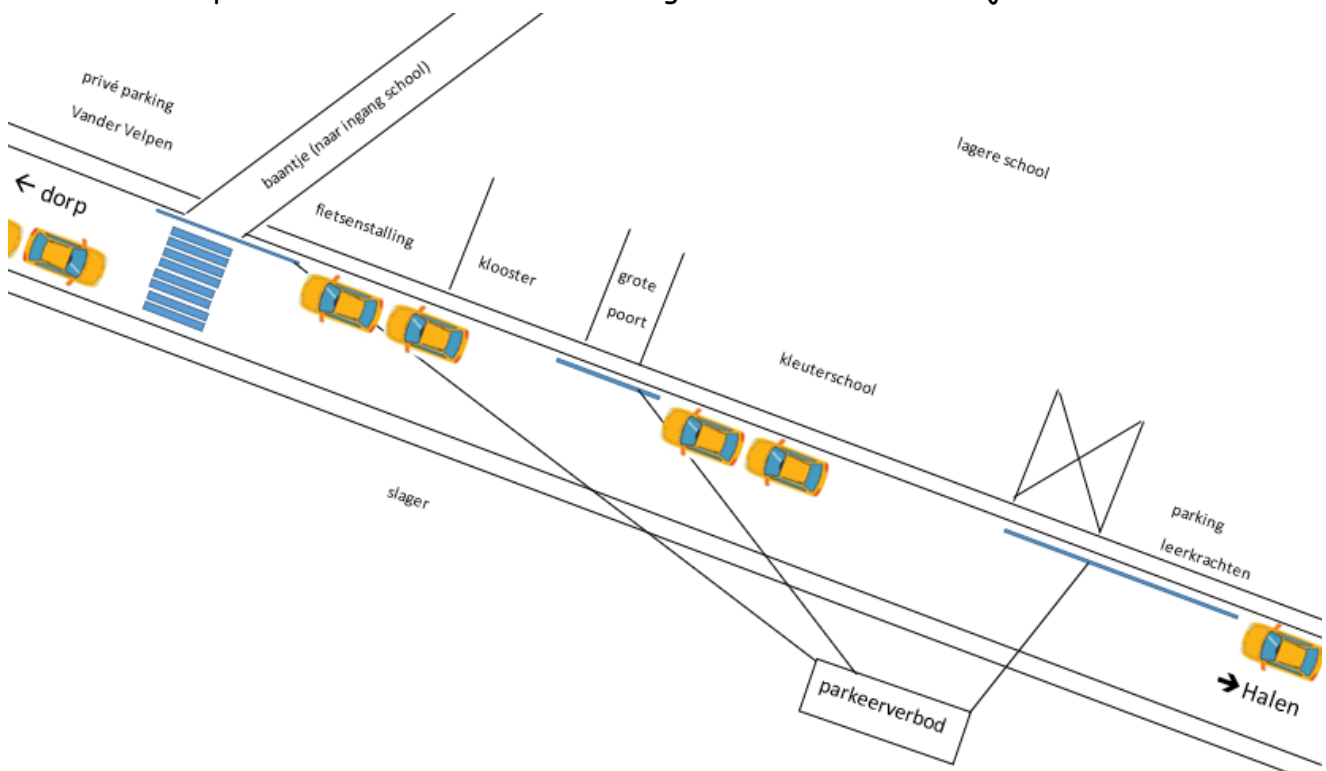 privé parking
Vander Velpen
← dorp
baantje (naar ingang school)
fietsenstalling
klooster
grote
poort
kleuterschool
lagere school
slager
parking
leerkrachten
parkeerverbod
→ Halen